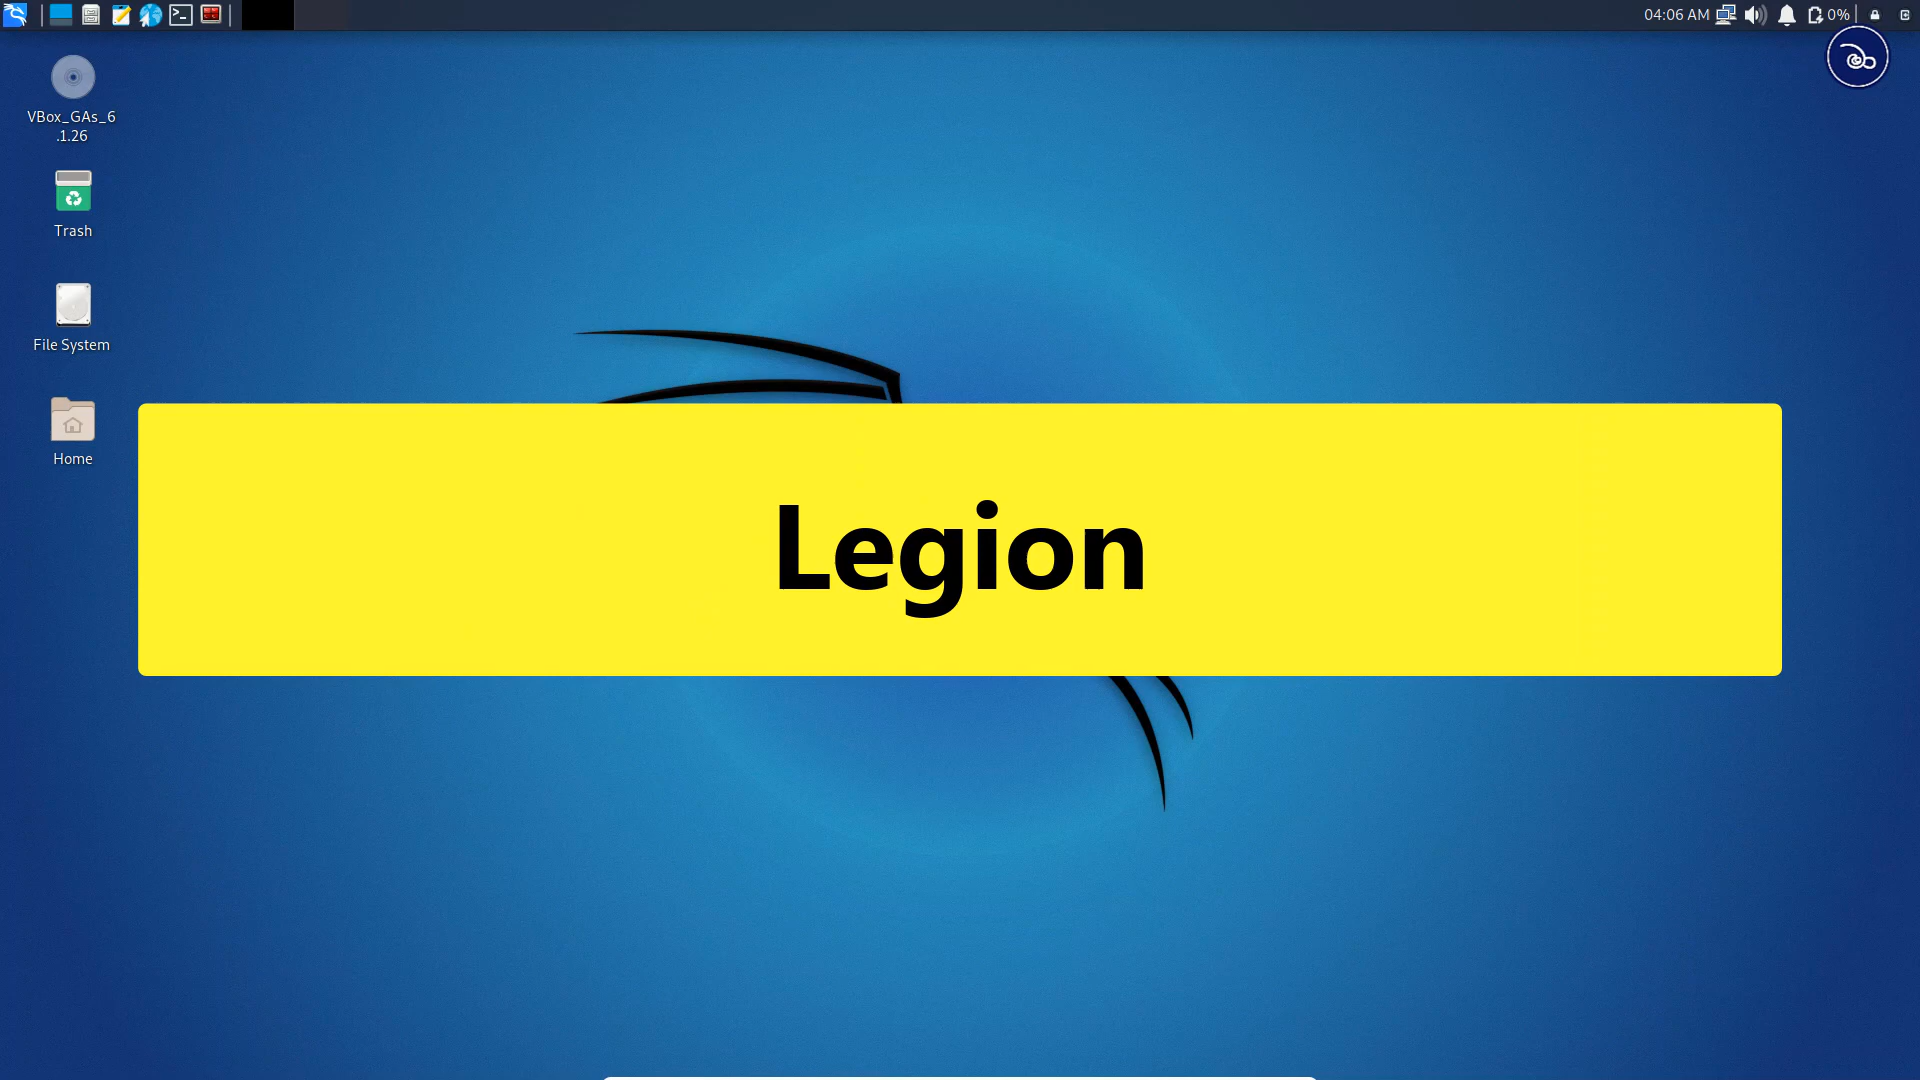 04:06 AM
0%
VBox_GAs_6
.1.26
Trash
File System
Home
Legion